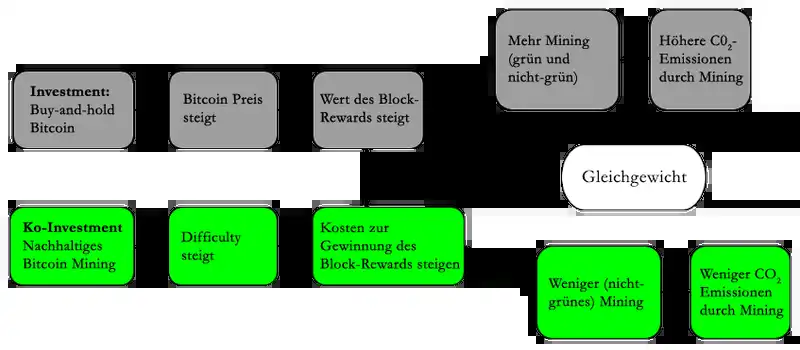 Investment:
Buy-and-hold
Bitcoin
Bitcoin Preis
steigt
Wert des Block-
Rewards steigt
Mehr Mining
(grün und
nicht-grün)
Höhere C0₂-
Emissionen
durch Mining
Gleichgewicht
Ko-Investment
Nachhaltiges
Bitcoin Mining
Difficulty
steigt
Kosten zur
Gewinnung des
Block-Rewards steigen
Weniger (nicht-
grünes) Mining
Weniger CO₂
Emissionen
durch Mining